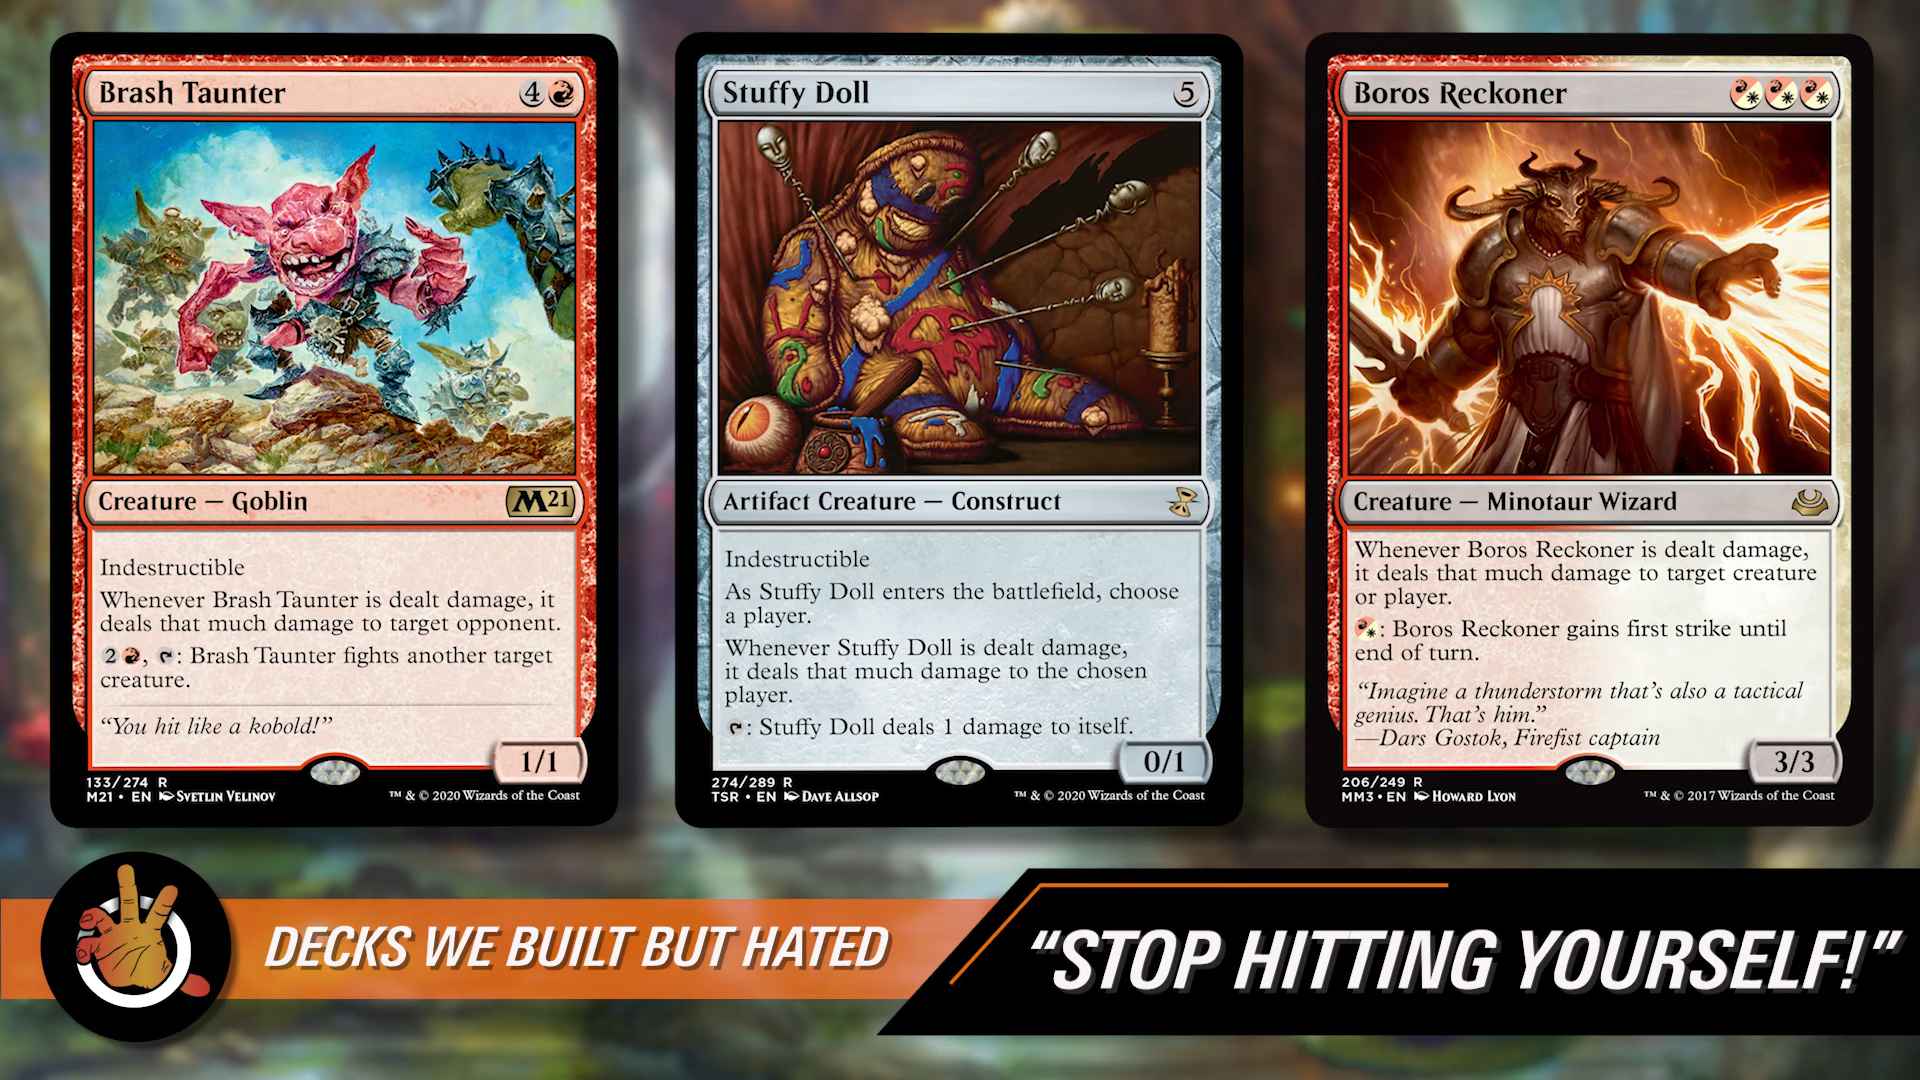 Brash Taunter 4
Creature — Goblin M21
Indestructible
Whenever Brash Taunter is dealt damage, it
deals that much damage to target opponent.
2, : Brash Taunter fights another target
creature.
“You hit like a kobold!”
1/1
133/274 R
M21 • EN SVETLIN VELINOV ™ & © 2020 Wizards of the Coast
Stuffy Doll 5
Artifact Creature — Construct
Indestructible
As Stuffy Doll enters the battlefield, choose
a player.
Whenever Stuffy Doll is dealt damage,
it deals that much damage to the chosen
player.
: Stuffy Doll deals 1 damage to itself.
0/1
274/289 R
TSR • EN DAVE ALLSOP ™ & © 2020 Wizards of the Coast
Boros Reckoner
Creature — Minotaur Wizard
Whenever Boros Reckoner is dealt damage,
it deals that much damage to target creature
or player.
: Boros Reckoner gains first strike until
end of turn.
“Imagine a thunderstorm that’s also a tactical
genius. That’s him.”
—Dars Gostok, Firefist captain
3/3
206/249 R
MM3 • EN HOWARD LYON ™ & © 2017 Wizards of the Coast
DECKS WE BUILT BUT HATED
“STOP HITTING YOURSELF!”